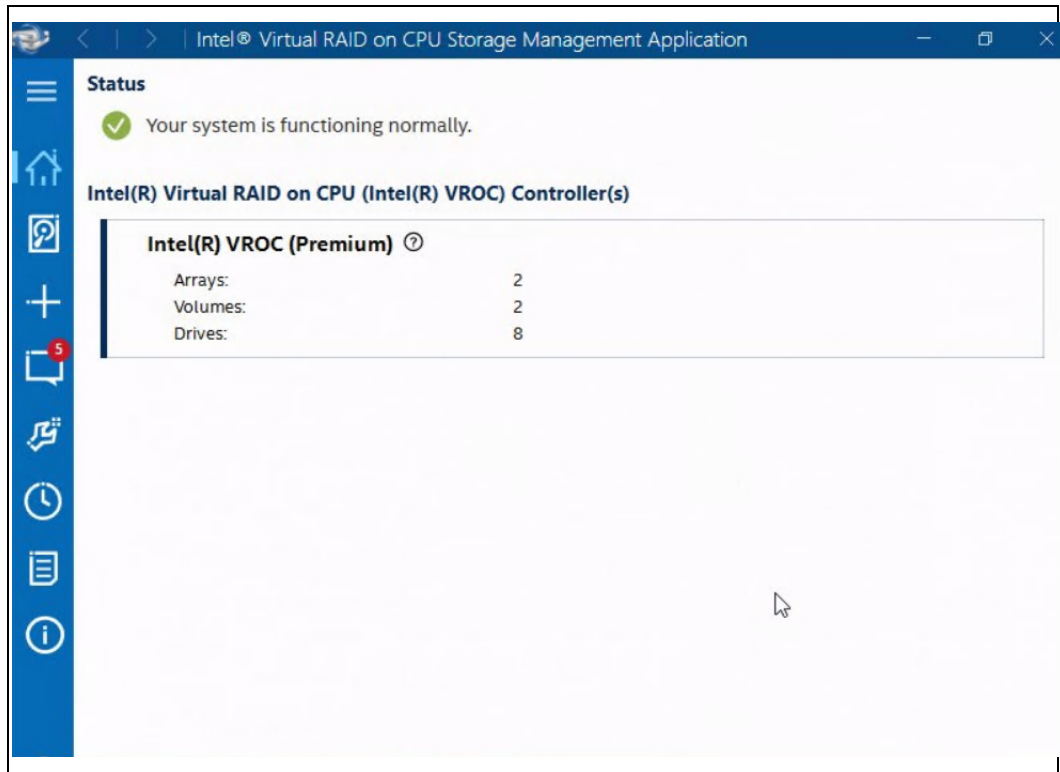 Intel® Virtual RAID on CPU Storage Management Application
Status
Your system is functioning normally.
Intel(R) Virtual RAID on CPU (Intel(R) VROC) Controller(s)
Intel(R) VROC (Premium) ?
Arrays: 2
Volumes: 2
Drives: 8
5